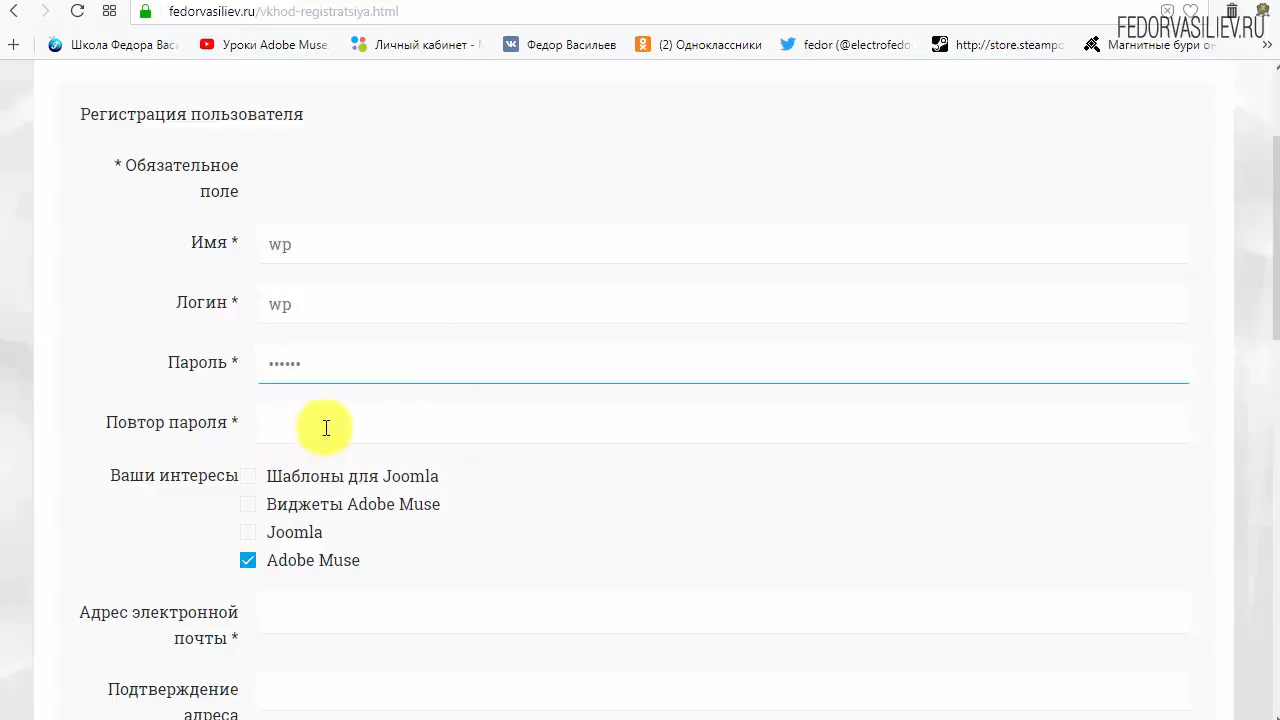 fedorvasiliev.ru/vkhod-registratsiya.html
FEDORVASILIEV.RU
Школа Федора Васи Уроки Adobe Muse. Личный кабинет - М Федор Васильев (2) Одноклассники fedor (@electrofedo http://store.steampo Магнитные бури он
Регистрация пользователя
* Обязательное
поле
Имя * wp
Логин * wp
Пароль * ••••••
Повтор пароля *
Ваши интересы Шаблоны для Joomla
Виджеты Adobe Muse
Joomla
Adobe Muse
Адрес электронной
почты *
Подтверждение
адреса